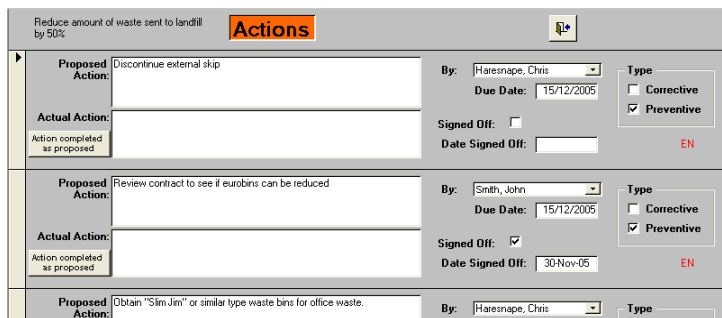 Reduce amount of waste sent to landfill
by 50%
Actions
Proposed
Action:
Discontinue external skip
By: Haresnape, Chris
Due Date: 15/12/2005
Type
Corrective
Preventive
Actual Action:
Action completed
as proposed
Signed Off:
Date Signed Off:
EN
Proposed
Action:
Review contract to see if eurobins can be reduced
By: Smith, John
Due Date: 15/12/2005
Type
Corrective
Preventive
Actual Action:
Action completed
as proposed
Signed Off:
Date Signed Off: 30-Nov-05
EN
Proposed
Action:
Obtain "Slim Jim" or similar type waste bins for office waste.
By: Haresnape, Chris
Type